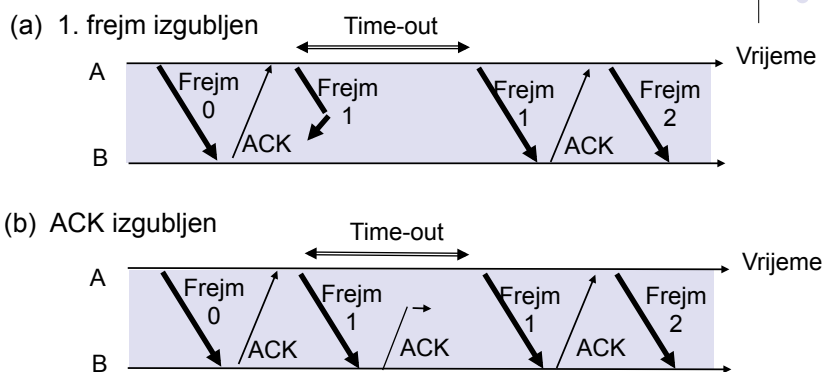 (a) 1. frejm izgubljen
Time-out
Vrijeme
A
Frejm
0
ACK
Frejm
1
Frejm
1
ACK
Frejm
2
B
(b) ACK izgubljen
Time-out
Vrijeme
A
Frejm
0
ACK
Frejm
1
ACK
Frejm
1
ACK
Frejm
2
B